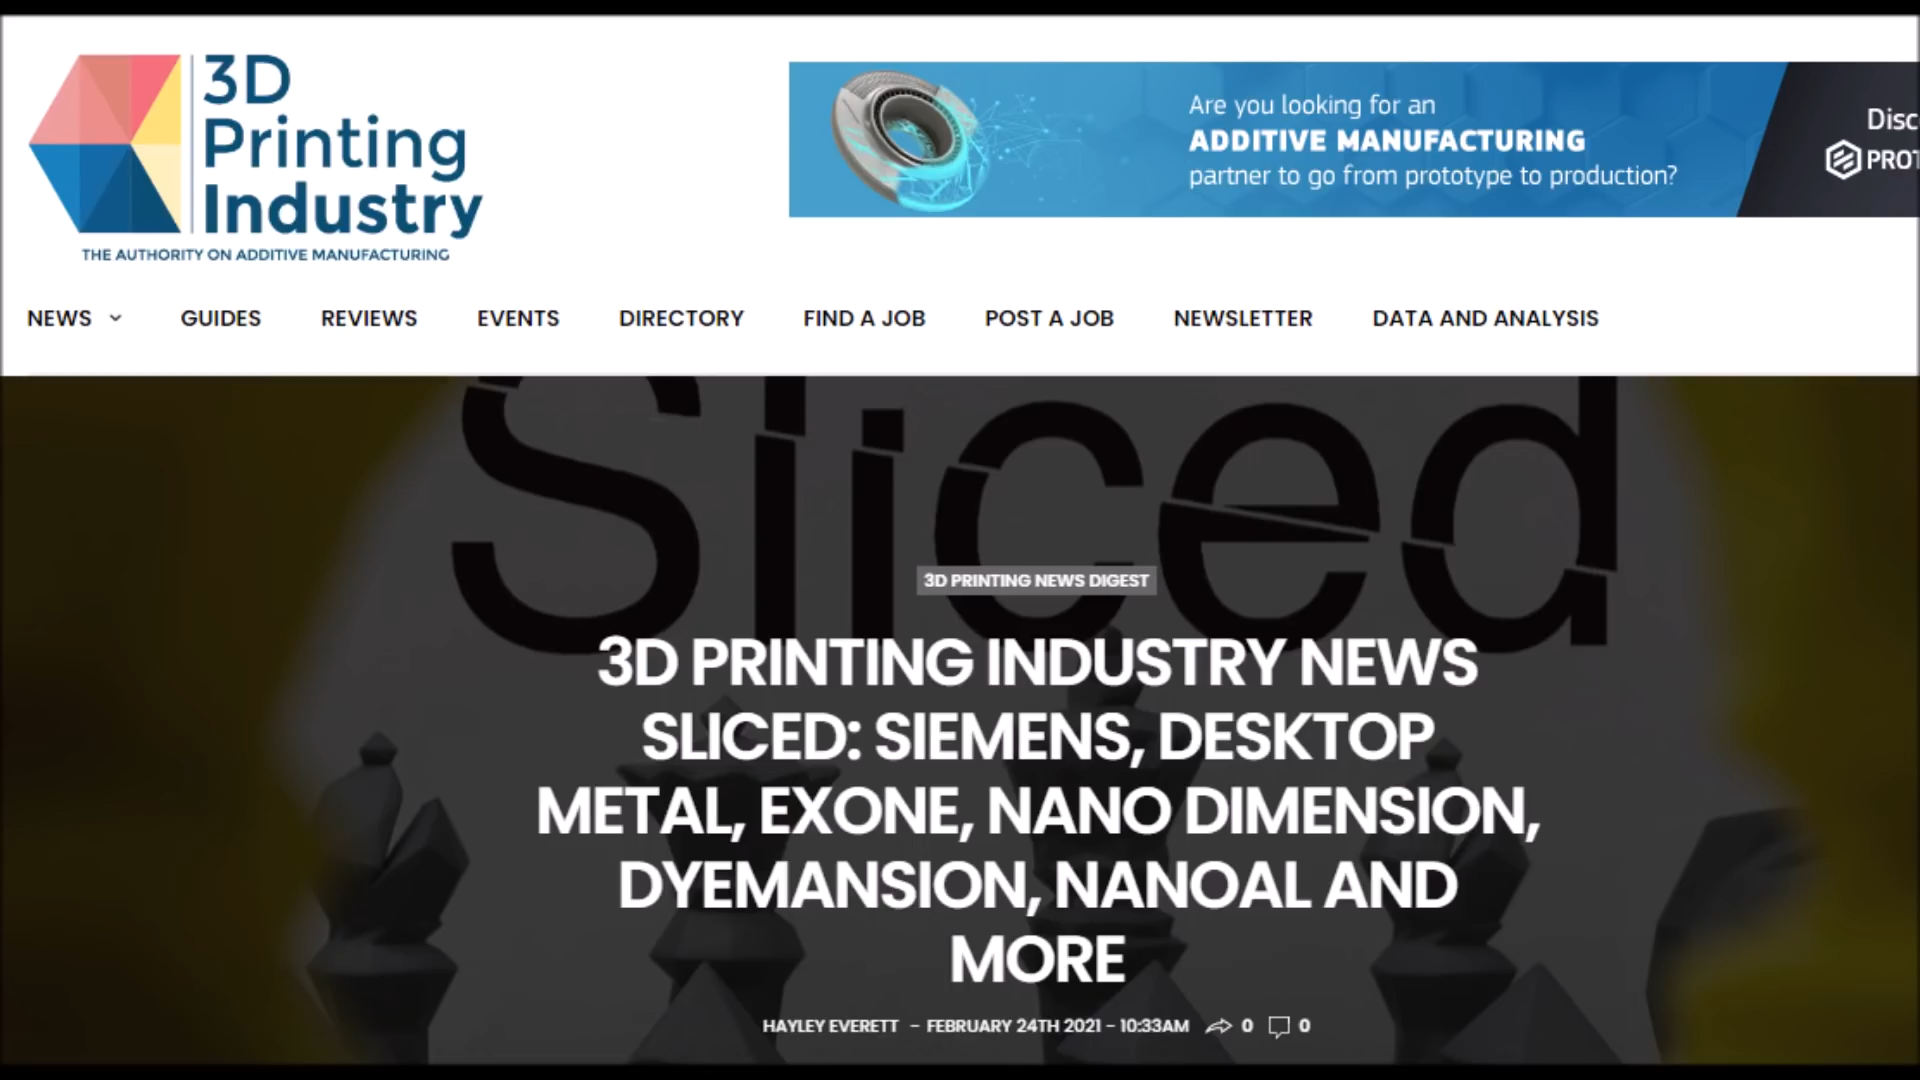 3D
Printing
Industry
THE AUTHORITY ON ADDITIVE MANUFACTURING
Are you looking for an
ADDITIVE MANUFACTURING
partner to go from prototype to production?
NEWS
GUIDES
REVIEWS
EVENTS
DIRECTORY
FIND A JOB
POST A JOB
NEWSLETTER
DATA AND ANALYSIS
Sliced
3D PRINTING NEWS DIGEST
3D PRINTING INDUSTRY NEWS
SLICED: SIEMENS, DESKTOP
METAL, EXONE, NANO DIMENSION,
DYEMANSION, NANOAL AND
MORE
HAYLEY EVERETT – FEBRUARY 24TH 2021 – 10:33AM 0 0